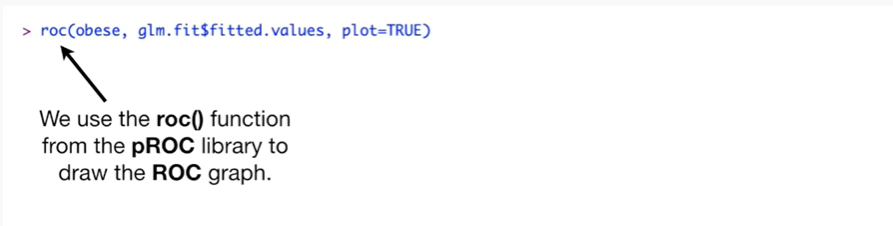 > roc(obese, glm.fit$fitted.values, plot=TRUE)
We use the roc() function
from the pROC library to
draw the ROC graph.